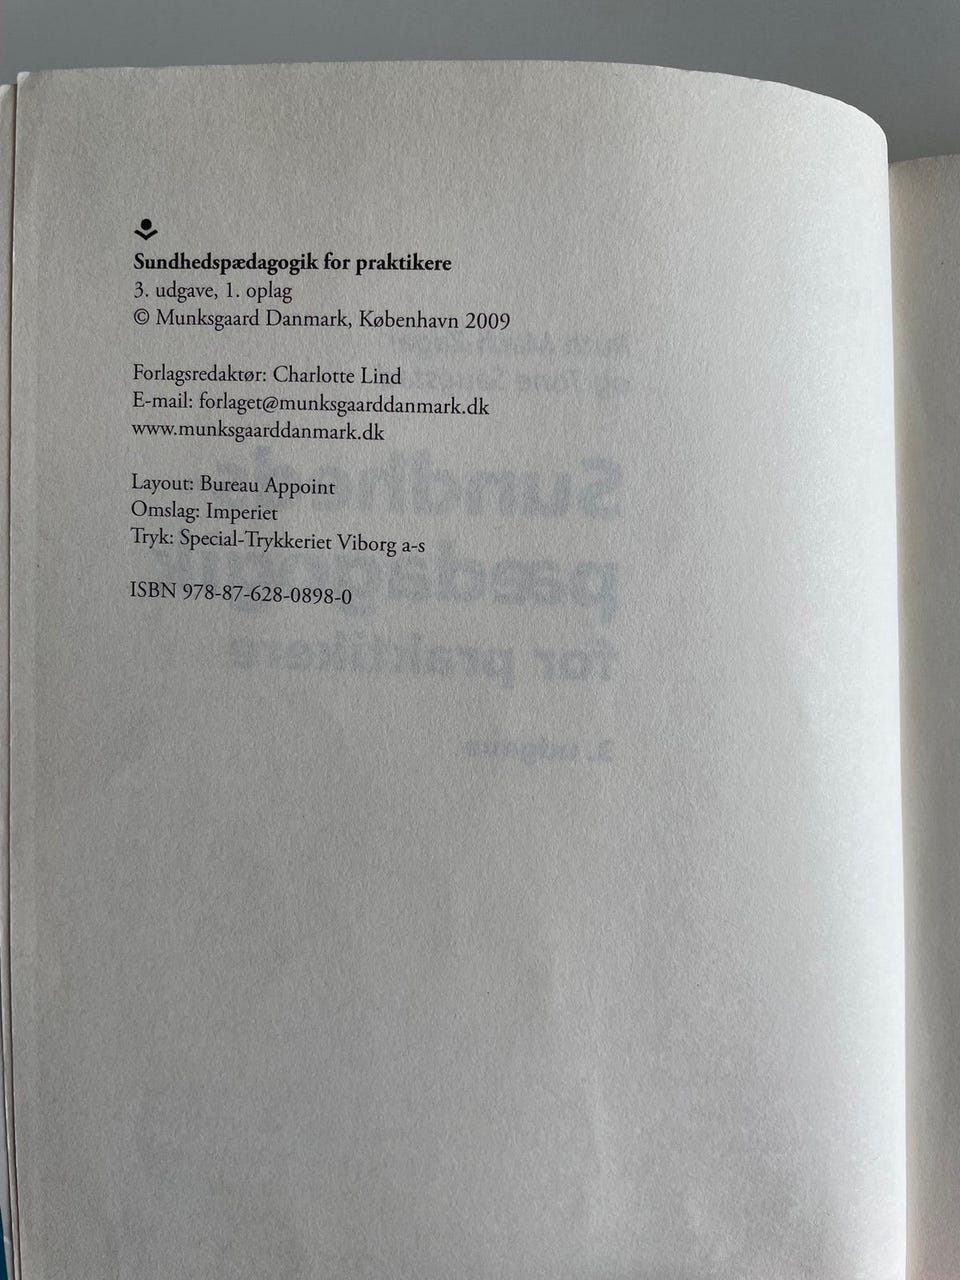 Sundhedspædagogik for praktikere
3. udgave, 1. oplag
© Munksgaard Danmark, København 2009
Forlagsredaktør: Charlotte Lind
E-mail: forlaget@munksgaarddanmark.dk
www.munksgaarddanmark.dk
Layout: Bureau Appoint
Omslag: Imperiet
Tryk: Special-Trykkeriet Viborg a-s
ISBN 978-87-628-0898-0